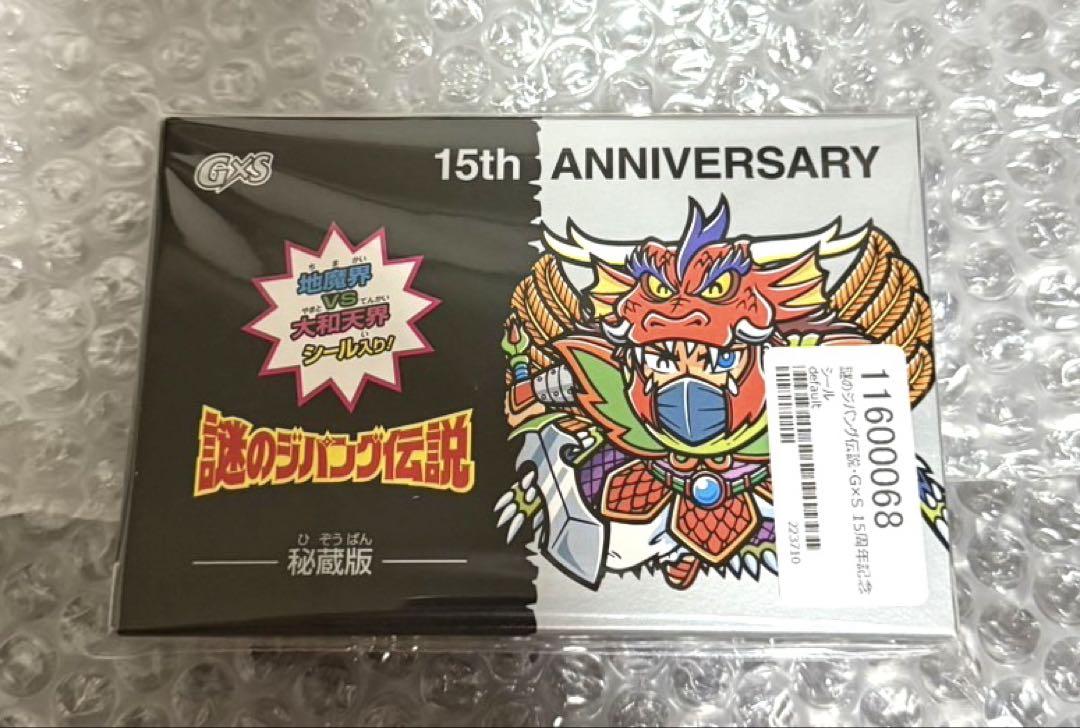 G×S
15th ANNIVERSARY
ちまかい
地魔界
VS
やまとてんかい
大和天界
い
シール入り!
謎のジパング伝説
ひぞうばん
秘蔵版
11600068
謎のジパング伝説・G×S 15周年記念
シール
default
223710